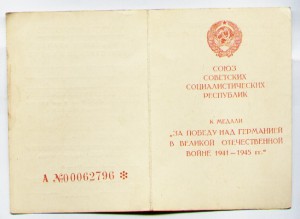 А №00062796 ✻
СОЮЗ
СОВЕТСКИХ
СОЦИАЛИСТИЧЕСКИХ
РЕСПУБЛИК
К МЕДАЛИ
„ЗА ПОБЕДУ НАД ГЕРМАНИЕЙ
В ВЕЛИКОЙ ОТЕЧЕСТВЕННОЙ
ВОЙНЕ 1941—1945 гг.“